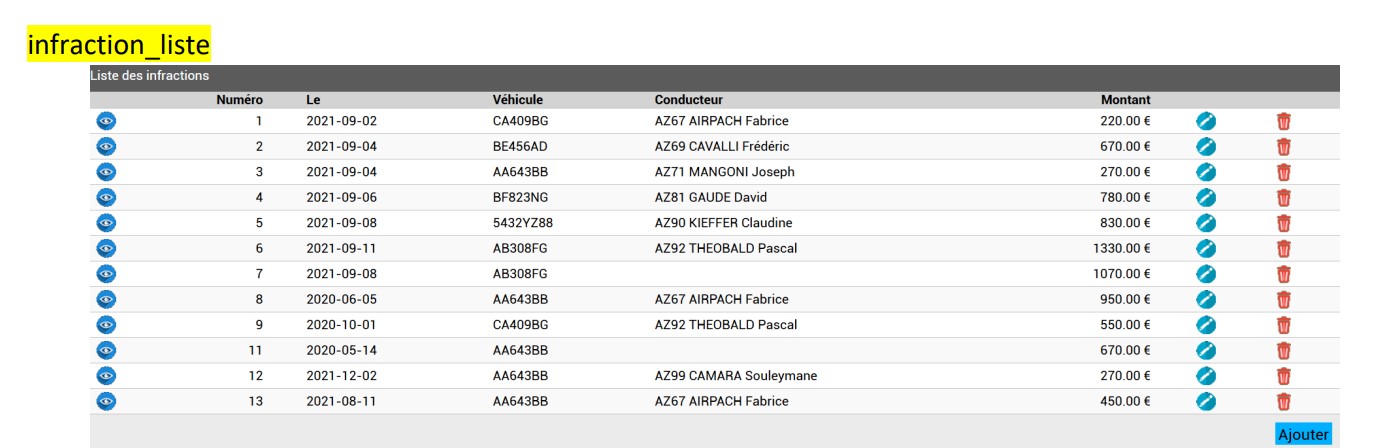 infraction_liste
Liste des infractions
Numéro Le Véhicule Conducteur Montant
1 2021-09-02 CA409BG AZ67 AIRPACH Fabrice 220.00 €
2 2021-09-04 BE456AD AZ69 CAVALLI Frédéric 670.00 €
3 2021-09-04 AA643BB AZ71 MANGONI Joseph 270.00 €
4 2021-09-06 BF823NG AZ81 GAUDE David 780.00 €
5 2021-09-08 5432YZ88 AZ90 KIEFFER Claudine 830.00 €
6 2021-09-11 AB308FG AZ92 THEOBALD Pascal 1330.00 €
7 2021-09-08 AB308FG 1070.00 €
8 2020-06-05 AA643BB AZ67 AIRPACH Fabrice 950.00 €
9 2020-10-01 CA409BG AZ92 THEOBALD Pascal 550.00 €
11 2020-05-14 AA643BB 670.00 €
12 2021-12-02 AA643BB AZ99 CAMARA Souleymane 270.00 €
13 2021-08-11 AA643BB AZ67 AIRPACH Fabrice 450.00 €
Ajouter